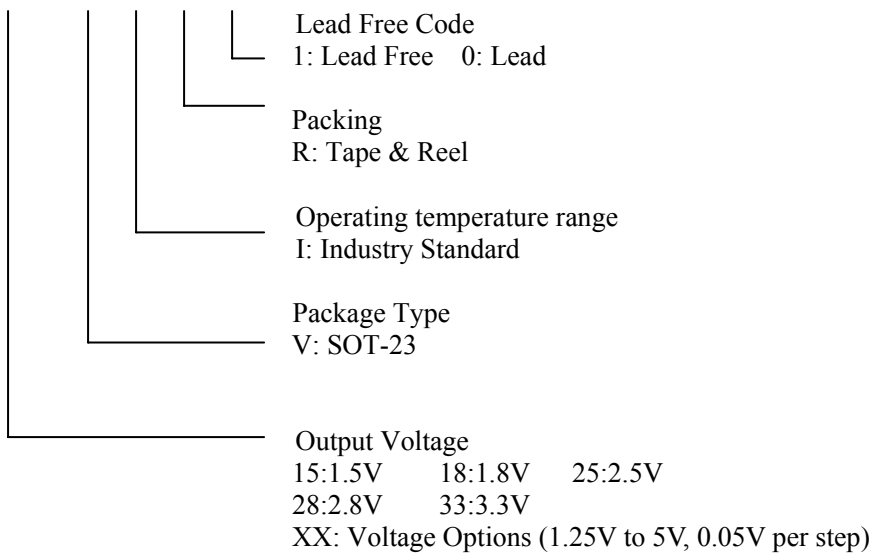 Lead Free Code
1: Lead Free 0: Lead
Packing
R: Tape & Reel
Operating temperature range
I: Industry Standard
Package Type
V: SOT-23
Output Voltage
15:1.5V 18:1.8V 25:2.5V
28:2.8V 33:3.3V
XX: Voltage Options (1.25V to 5V, 0.05V per step)